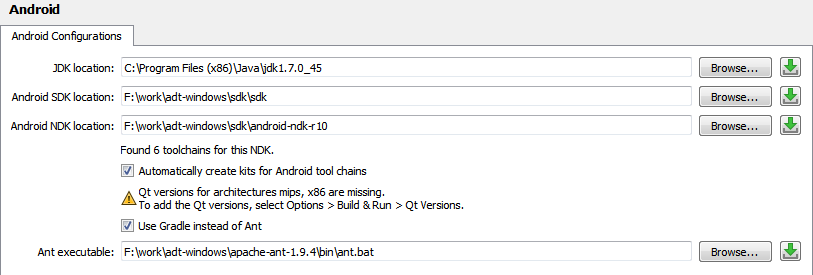 Android
Android Configurations
JDK location: C:\Program Files (x86)\Java\jdk1.7.0_45 Browse...
Android SDK location: F:\work\adt-windows\sdk\sdk Browse...
Android NDK location: F:\work\adt-windows\sdk\android-ndk-r10 Browse...
Found 6 toolchains for this NDK.
Automatically create kits for Android tool chains
Qt versions for architectures mips, x86 are missing.
To add the Qt versions, select Options > Build & Run > Qt Versions.
Use Gradle instead of Ant
Ant executable: F:\work\adt-windows\apache-ant-1.9.4\bin\ant.bat Browse...